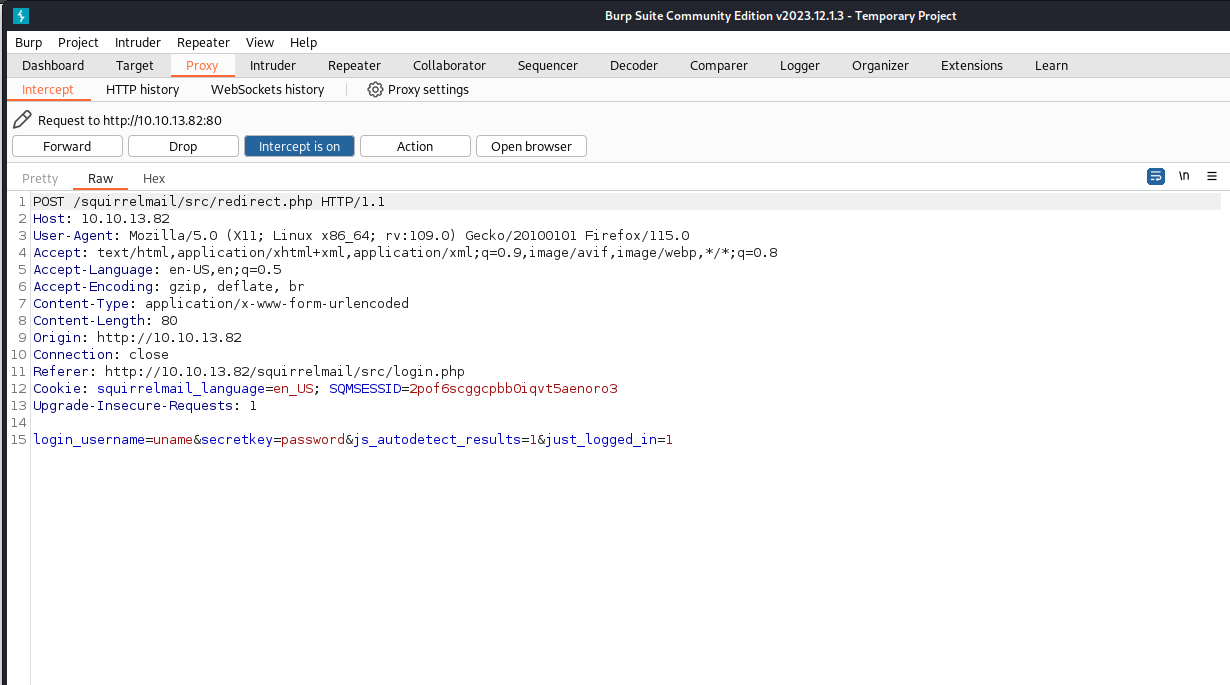 Burp Suite Community Edition v2023.12.1.3 - Temporary Project
Burp Project Intruder Repeater View Help
Dashboard Target Proxy Intruder Repeater Collaborator Sequencer Decoder Comparer Logger Organizer Extensions Learn
Intercept HTTP history WebSockets history Proxy settings
Request to http://10.10.13.82:80
Forward Drop Intercept is on Action Open browser
Pretty Raw Hex \n
1 POST /squirrelmail/src/redirect.php HTTP/1.1
2 Host: 10.10.13.82
3 User-Agent: Mozilla/5.0 (X11; Linux x86_64; rv:109.0) Gecko/20100101 Firefox/115.0
4 Accept: text/html,application/xhtml+xml,application/xml;q=0.9,image/avif,image/webp,*/*;q=0.8
5 Accept-Language: en-US,en;q=0.5
6 Accept-Encoding: gzip, deflate, br
7 Content-Type: application/x-www-form-urlencoded
8 Content-Length: 80
9 Origin: http://10.10.13.82
10 Connection: close
11 Referer: http://10.10.13.82/squirrelmail/src/login.php
12 Cookie: squirrelmail_language=en_US; SQMSESSID=2pof6scggcpbb0iqvt5aenoro3
13 Upgrade-Insecure-Requests: 1
14
15 login_username=uname&secretkey=password&js_autodetect_results=1&just_logged_in=1